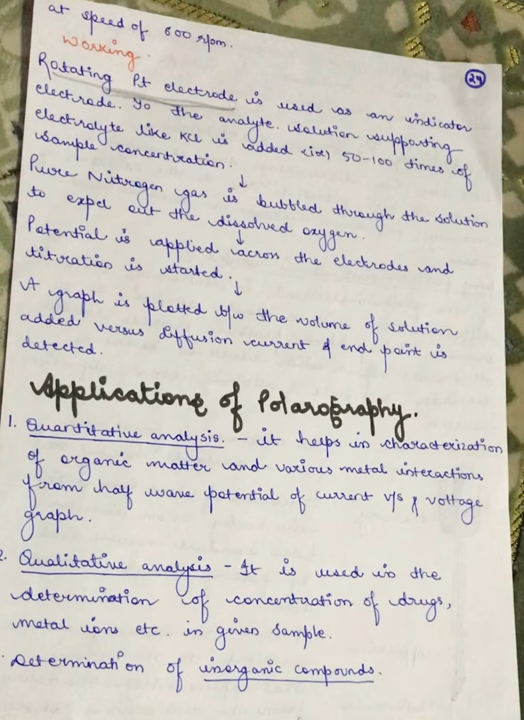 at speed of 600 rpm.
24
Working.
Rotating Pt electrode is used as an indicator
electrode. To the analyte solution supporting
electrolyte like KCl is added (i.e) 50-100 times of
sample concentration.
↓
Pure Nitrogen gas is bubbled through the solution
to expel out the dissolved oxygen.
↓
Potential is applied across the electrodes and
titration is started.
↓
A graph is plotted b/w the volume of solution
added versus diffusion current & end point is
detected.
Applications of Polarography.
1. Quantitative analysis. - it helps in characterization
of organic matter and various metal interactions
from half wave potential of current v/s voltage
graph.
2. Qualitative analysis - It is used in the
determination of concentration of drugs,
metal ions etc. in given sample.
Determination of inorganic compounds.